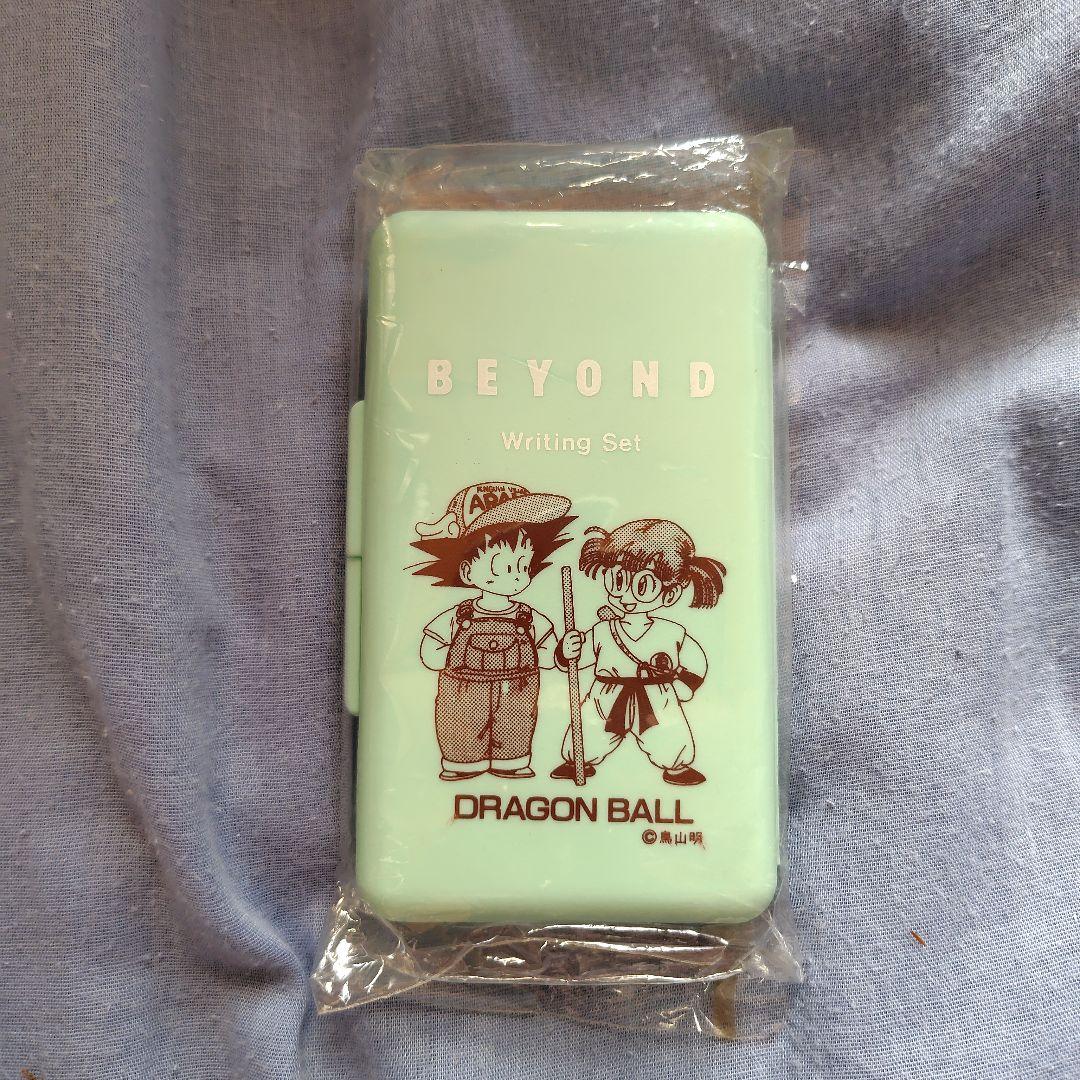 BEYOND
Writing Set
DRAGON BALL
©鳥山明